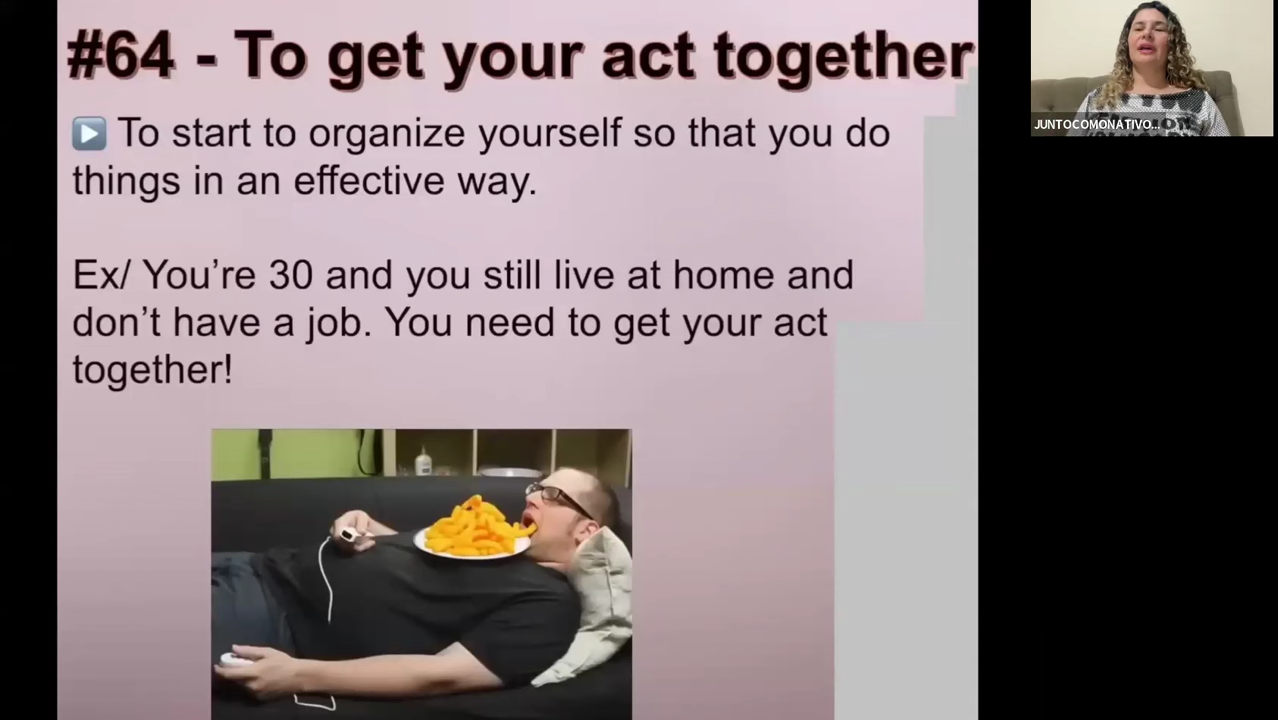 #64 - To get your act together
To start to organize yourself so that you do
things in an effective way.
Ex/ You’re 30 and you still live at home and
don’t have a job. You need to get your act
together!
JUNTOCOMONATIVO...